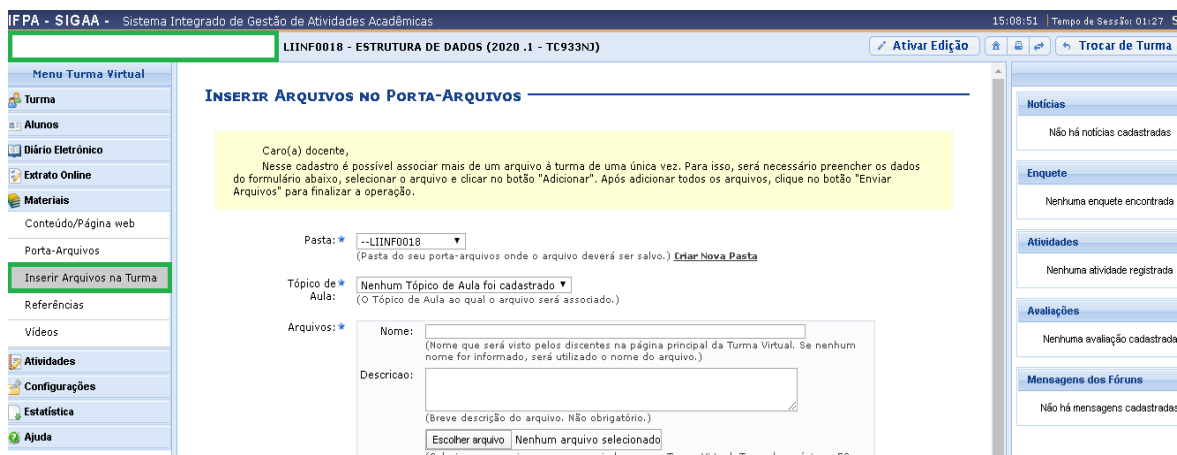 IFPA - SIGAA - Sistema Integrado de Gestão de Atividades Acadêmicas
15:08:51 | Tempo de Sessão: 01:27 S
LIINF0018 - ESTRUTURA DE DADOS (2020 .1 - TC933NJ)
Ativar Edição
Trocar de Turma
Menu Turma Virtual
Turma
Alunos
Diário Eletrônico
Extrato Online
Materiais
Conteúdo/Página web
Porta-Arquivos
Inserir Arquivos na Turma
Referências
Vídeos
Atividades
Configurações
Estatística
Ajuda
INSERIR ARQUIVOS NO PORTA-ARQUIVOS
Caro(a) docente,
Nesse cadastro é possível associar mais de um arquivo à turma de uma única vez. Para isso, será necessário preencher os dados
do formulário abaixo, selecionar o arquivo e clicar no botão "Adicionar". Após adicionar todos os arquivos, clique no botão "Enviar
Arquivos" para finalizar a operação.
Pasta: --LIINF0018
(Pasta do seu porta-arquivos onde o arquivo deverá ser salvo.) Criar Nova Pasta
Tópico de
Aula:
Nenhum Tópico de Aula foi cadastrado
(O Tópico de Aula ao qual o arquivo será associado.)
Arquivos:
Nome:
(Nome que será visto pelos discentes na página principal da Turma Virtual. Se nenhum
nome for informado, será utilizado o nome do arquivo.)
Descricao:
(Breve descrição do arquivo. Não obrigatório.)
Escolher arquivo Nenhum arquivo selecionado
Notícias
Não há notícias cadastradas
Enquete
Nenhuma enquete encontrada
Atividades
Nenhuma atividade registrada
Avaliações
Nenhuma avaliação cadastrada
Mensagens dos Fóruns
Não há mensagens cadastradas